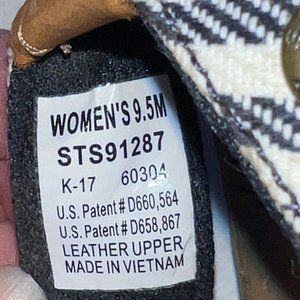 WOMEN'S 9.5M
STS91287
K-17 60304
U.S. Patent # D660,564
U.S. Patent # D658,867
LEATHER UPPER
MADE IN VIETNAM